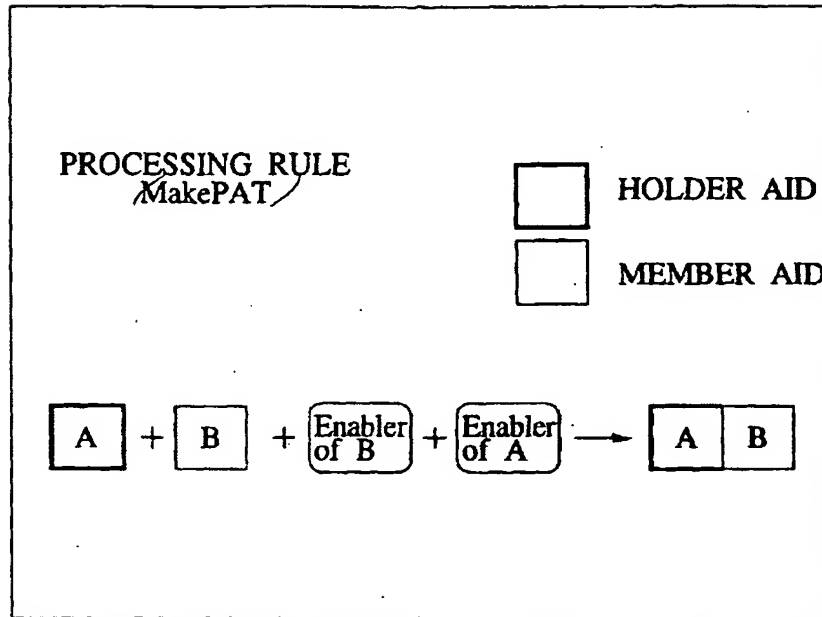 PROCESSING RULE
MakePAT
HOLDER AID
MEMBER AID
A + B + Enabler of B + Enabler of A → A B